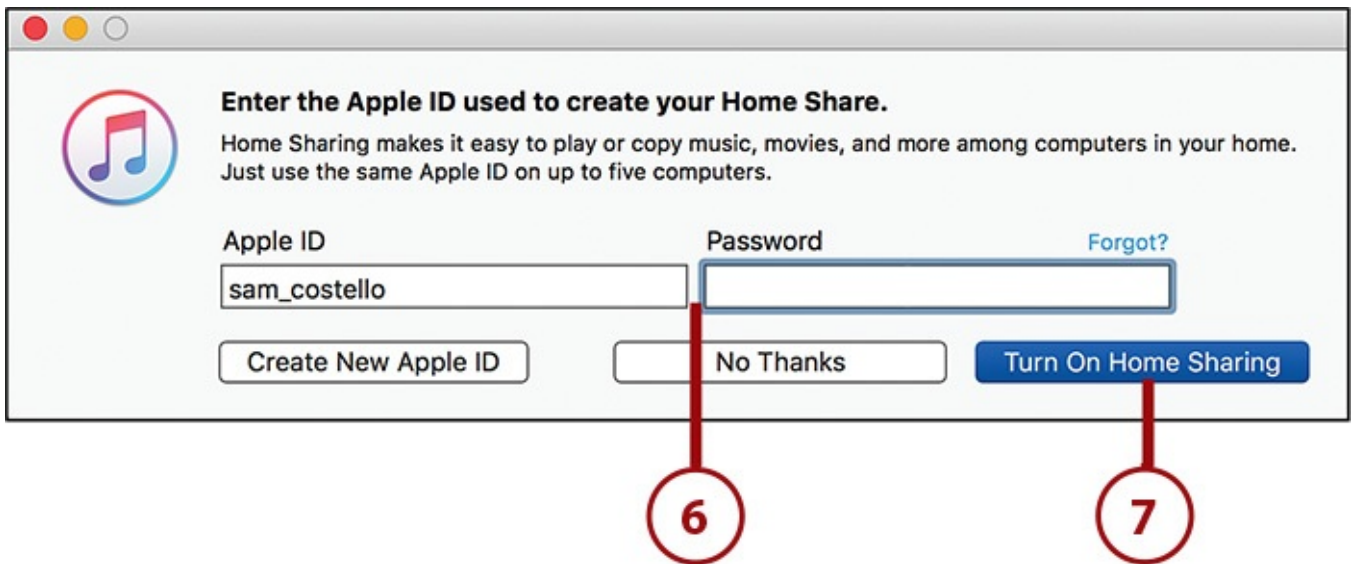 Enter the Apple ID used to create your Home Share.
Home Sharing makes it easy to play or copy music, movies, and more among computers in your home.
Just use the same Apple ID on up to five computers.
Apple ID
Password
Forgot?
sam_costello
Create New Apple ID
No Thanks
Turn On Home Sharing
6
7